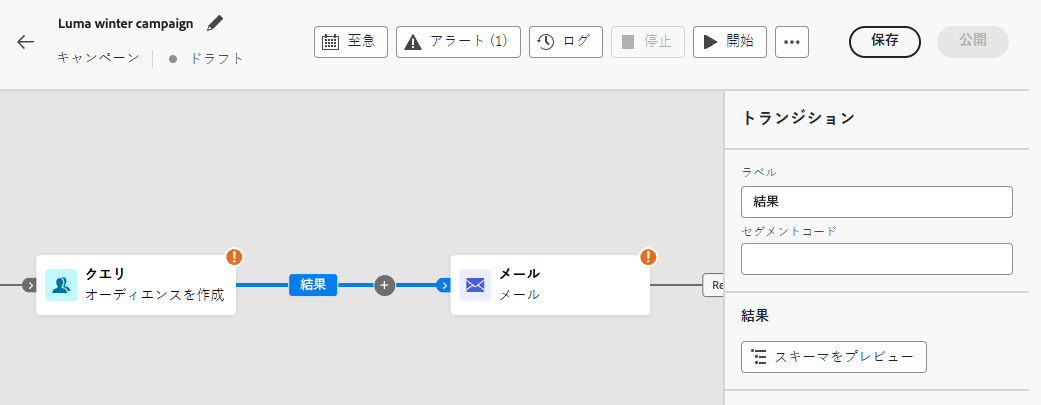 Luma winter campaign
キャンペーン ドラフト
至急 アラート (1) ログ 停止 開始 保存 公開
トランジション
ラベル
結果
セグメントコード
クエリ
オーディエンスを作成
結果
メール
メール
Re
結果
スキーマをプレビュー